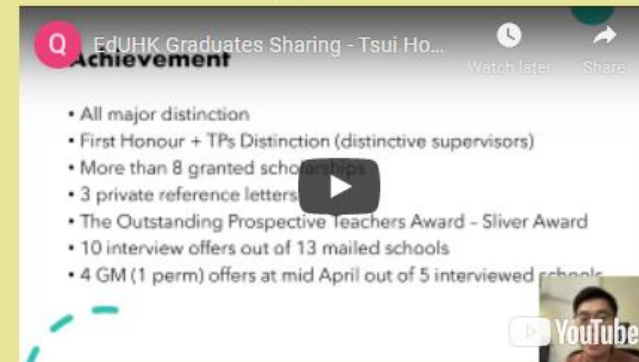 Q
EdUHK Graduates Sharing - Tsui Ho...
Watch later
Share
Achievement
• All major distinction
• First Honour + TPs Distinction (distinctive supervisors)
• More than 8 granted scholarships
• 3 private reference letters
• The Outstanding Prospective Teachers Award – Sliver Award
• 10 interview offers out of 13 mailed schools
• 4 GM (1 perm) offers at mid April out of 5 interviewed schools
YouTube